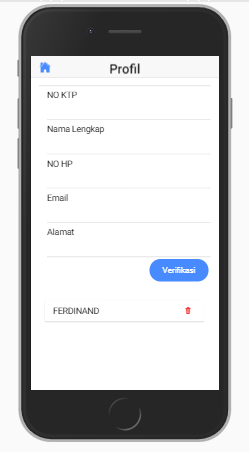 Profil
NO KTP
Nama Lengkap
NO HP
Email
Alamat
Verifikasi
FERDINAND